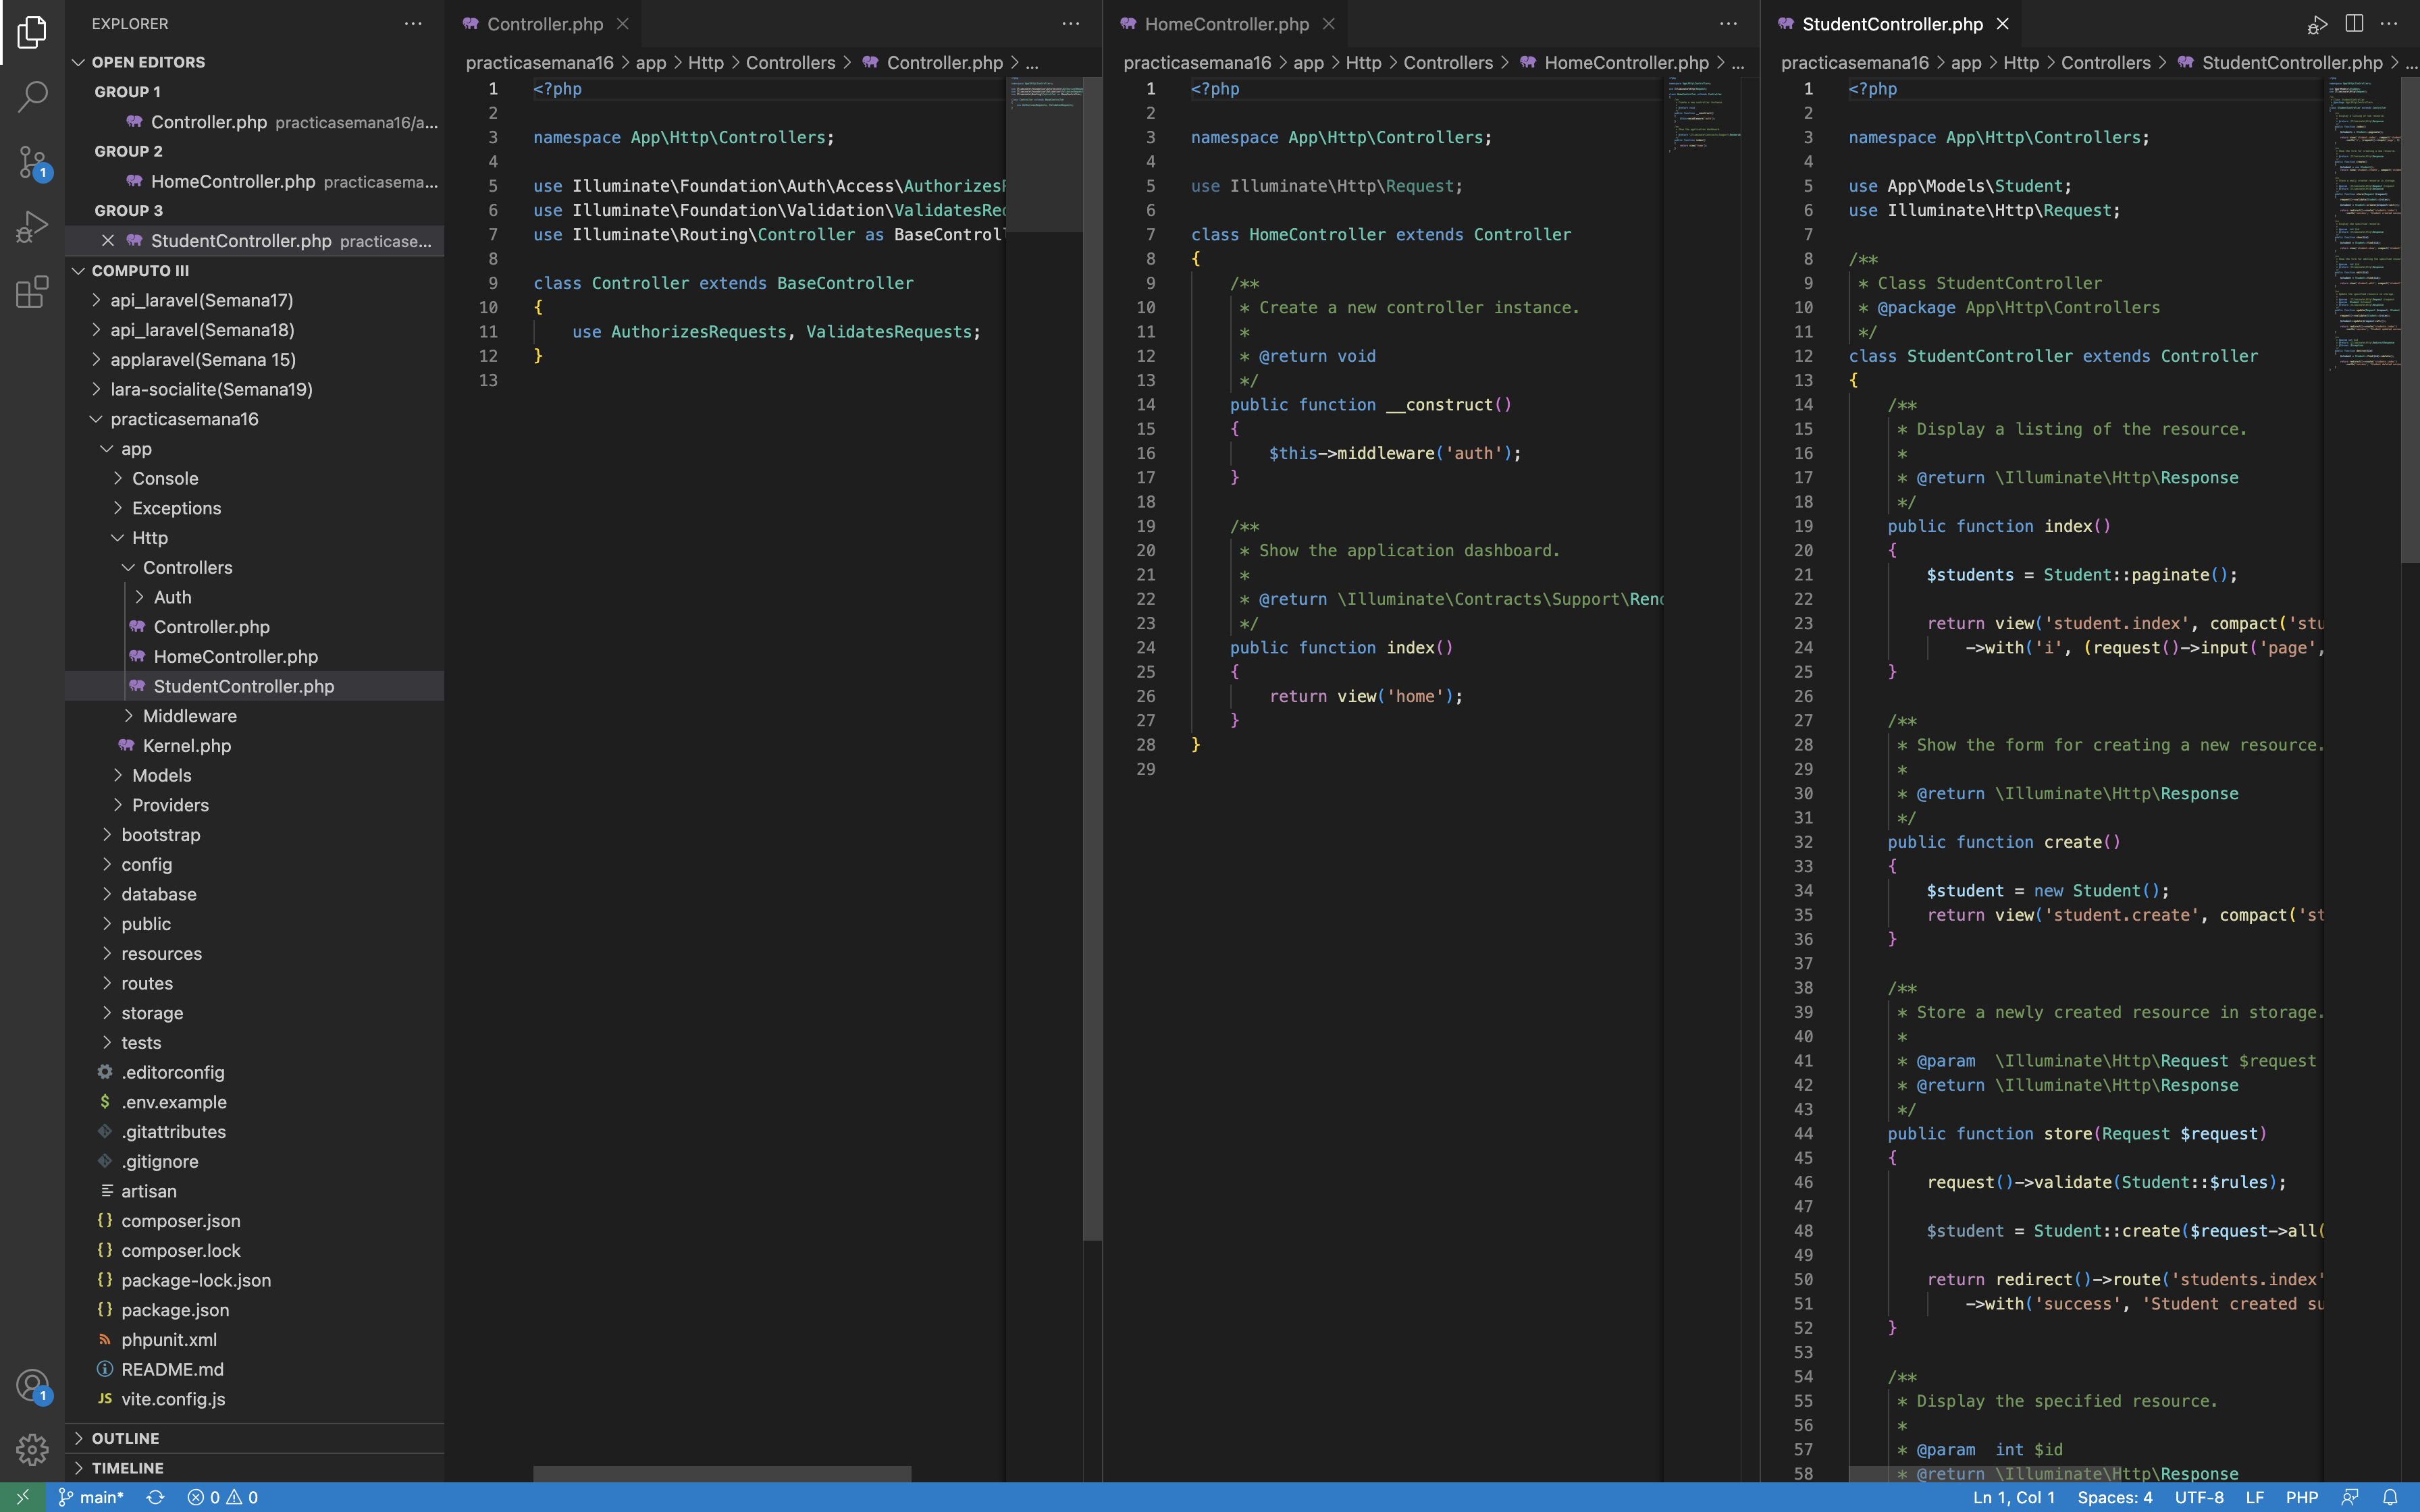 EXPLORER
OPEN EDITORS
GROUP 1
Controller.php practicasemana16/a...
GROUP 2
HomeController.php practicasema...
GROUP 3
StudentController.php practicase...
COMPUTO III
api_laravel(Semana17)
api_laravel(Semana18)
applaravel(Semana 15)
lara-socialite(Semana19)
practicasemana16
app
Console
Exceptions
Http
Controllers
Auth
Controller.php
HomeController.php
StudentController.php
Middleware
Kernel.php
Models
Providers
bootstrap
config
database
public
resources
routes
storage
tests
.editorconfig
.env.example
.gitattributes
.gitignore
artisan
composer.json
composer.lock
package-lock.json
package.json
phpunit.xml
README.md
vite.config.js
OUTLINE
TIMELINE
1
1
Controller.php
practicasemana16 > app > Http > Controllers > Controller.php > ...
1 <?php
2
3 namespace App\Http\Controllers;
4
5 use Illuminate\Foundation\Auth\Access\Authorizes
6 use Illuminate\Foundation\Validation\ValidatesReq
7 use Illuminate\Routing\Controller as BaseControl
8
9 class Controller extends BaseController
10 {
11 use AuthorizesRequests, ValidatesRequests;
12 }
13
HomeController.php
practicasemana16 > app > Http > Controllers > HomeController.php > ...
1 <?php
2
3 namespace App\Http\Controllers;
4
5 use Illuminate\Http\Request;
6
7 class HomeController extends Controller
8 {
9 /**
10 * Create a new controller instance.
11 *
12 * @return void
13 */
14 public function __construct()
15 {
16 $this->middleware('auth');
17 }
18
19 /**
20 * Show the application dashboard.
21 *
22 * @return \Illuminate\Contracts\Support\Rend
23 */
24 public function index()
25 {
26 return view('home');
27 }
28 }
29
StudentController.php
practicasemana16 > app > Http > Controllers > StudentController.php > ...
1 <?php
2
3 namespace App\Http\Controllers;
4
5 use App\Models\Student;
6 use Illuminate\Http\Request;
7
8 /**
9 * Class StudentController
10 * @package App\Http\Controllers
11 */
12 class StudentController extends Controller
13 {
14 /**
15 * Display a listing of the resource.
16 *
17 * @return \Illuminate\Http\Response
18 */
19 public function index()
20 {
21 $students = Student::paginate();
22
23 return view('student.index', compact('stu
24 ->with('i', (request()->input('page',
25 }
26
27 /**
28 * Show the form for creating a new resource.
29 *
30 * @return \Illuminate\Http\Response
31 */
32 public function create()
33 {
34 $student = new Student();
35 return view('student.create', compact('st
36 }
37
38 /**
39 * Store a newly created resource in storage.
40 *
41 * @param  \Illuminate\Http\Request $request
42 * @return \Illuminate\Http\Response
43 */
44 public function store(Request $request)
45 {
46 request()->validate(Student::$rules);
47
48 $student = Student::create($request->all(
49
50 return redirect()->route('students.index'
51 ->with('success', 'Student created su
52 }
53
54 /**
55 * Display the specified resource.
56 *
57 * @param  int $id
58 * @return \Illuminate\Http\Response
main* 0 0 Ln 1, Col 1 Spaces: 4 UTF-8 LF PHP